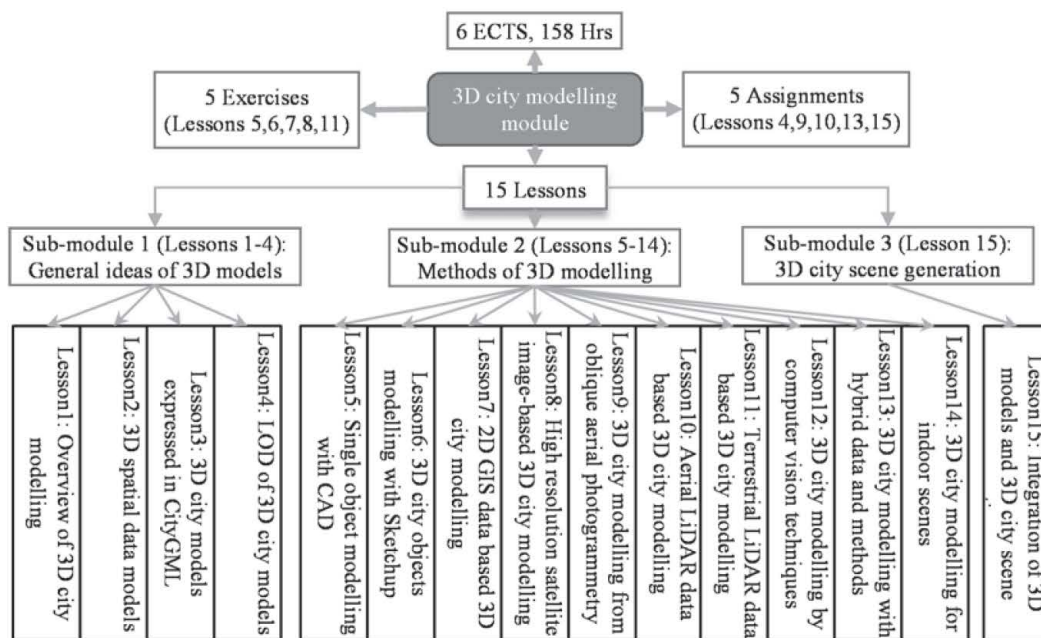 6 ECTS, 158 Hrs
5 Exercises
(Lessons 5,6,7,8,11)
3D city modelling
module
5 Assignments
(Lessons 4,9,10,13,15)
15 Lessons
Sub-module 1 (Lessons 1-4):
General ideas of 3D models
Sub-module 2 (Lessons 5-14):
Methods of 3D modelling
Sub-module 3 (Lesson 15):
3D city scene generation
Lesson1: Overview of 3D city
modelling
Lesson2: 3D spatial data models
Lesson3: 3D city models
expressed in CityGML
Lesson4: LOD of 3D city models
Lesson5: Single object modelling
with CAD
Lesson6: 3D city objects
modelling with Sketchup
Lesson7: 2D GIS data based 3D
city modelling
Lesson8: High resolution satellite
image-based 3D city modelling
Lesson9: 3D city modelling from
oblique aerial photogrammetry
Lesson10: Aerial LiDAR data
based 3D city modelling
Lesson11: Terrestrial LiDAR data
based 3D city modelling
Lesson12: 3D city modelling by
computer vision techniques
Lesson13: 3D city modelling with
hybrid data and methods
Lesson14: 3D city modelling for
indoor scenes
Lesson15: Integration of 3D
models and 3D city scene